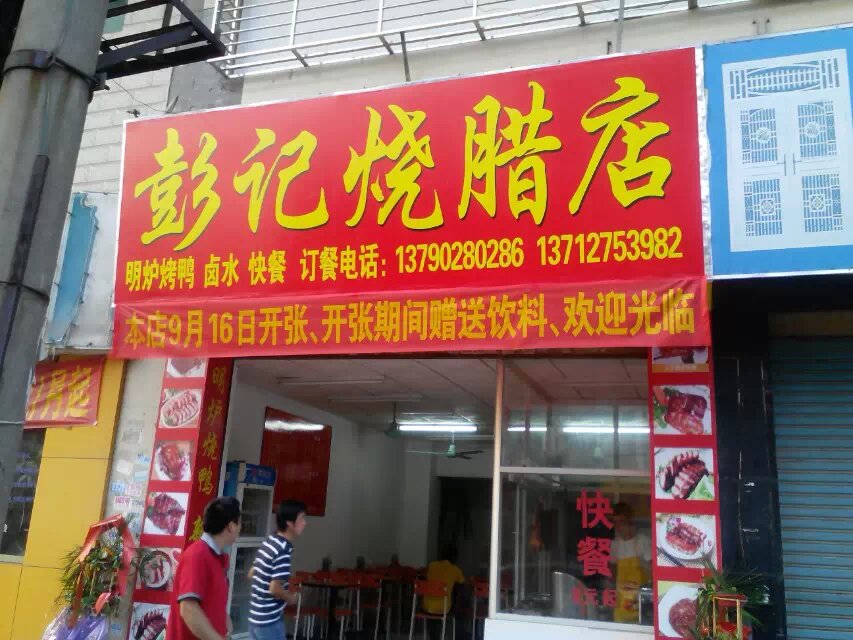 彭记烧腊店
明炉烤鸭 卤水 快餐 订餐电话：13790280286 13712753982
本店9月16日开张、开张期间赠送饮料、欢迎光临
明炉烧鸭
快餐